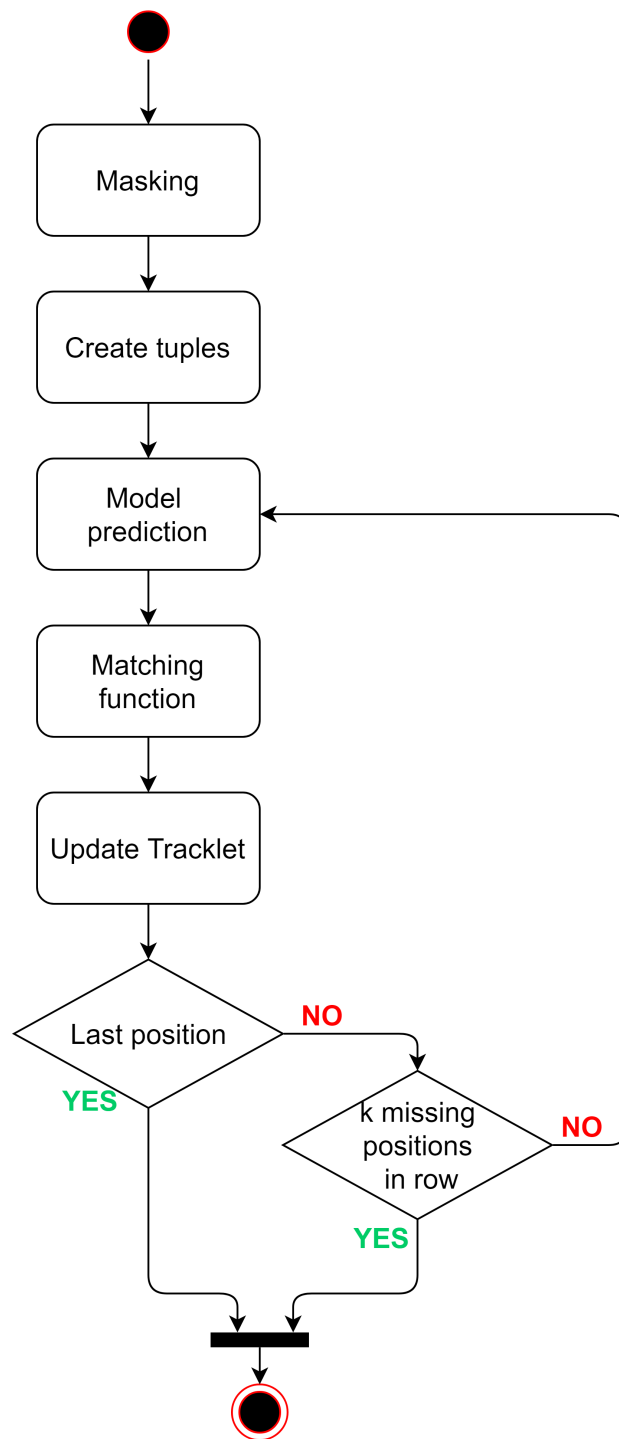 Masking
Create tuples
Model
prediction
Matching
function
Update Tracklet
Last position
NO
YES
k missing
positions
in row
NO
YES